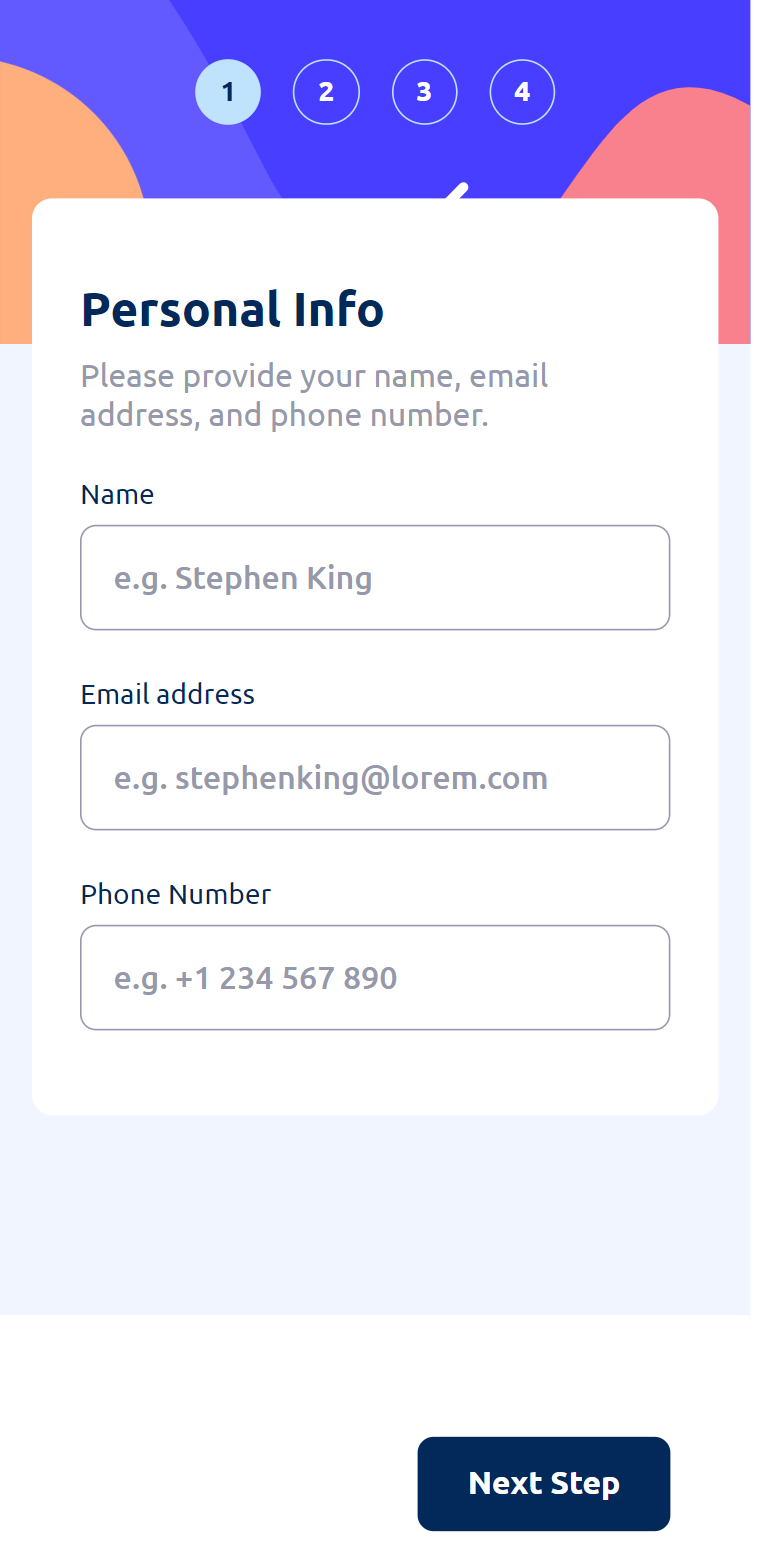 1 2 3 4
Personal Info
Please provide your name, email
address, and phone number.
Name
e.g. Stephen King
Email address
e.g. stephenking@lorem.com
Phone Number
e.g. +1 234 567 890
Next Step